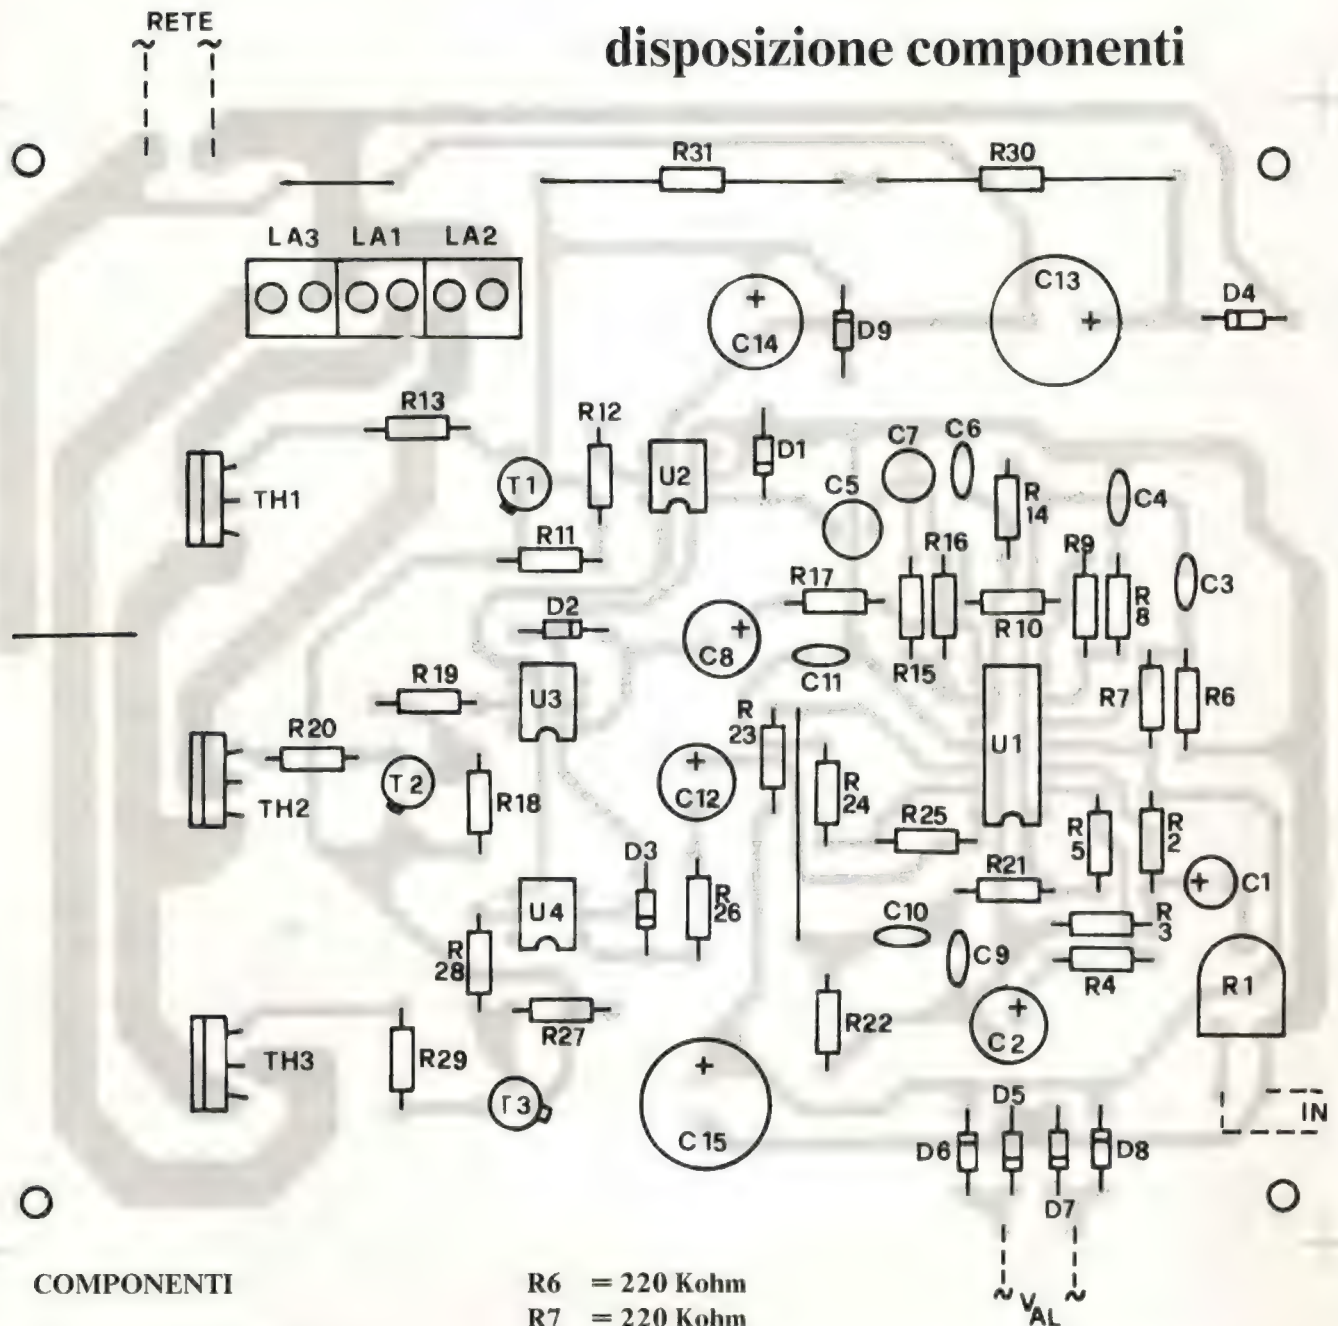 RETE
~ ~
disposizione componenti
R31 R30
LA3 LA1 LA2
C13
+
D4
+
C14
D9
R13
R12
C7
C6
D1
U2
TH1
T1
C5
R
14
C4
R11
R16
R9
R17
C3
D2
R
8
R10
+
C8
C11
R15
R19
U3
R
23
R7
R6
R20
U1
TH2
T2
+
C12
R18
R
24
R25
R
5
R
2
D3
R21
+
C1
U4
R
26
C10
R
3
R
28
C9
R4
R1
R27
R22
+
C2
TH3
R29
+
T3
D5
IN
C15
D6
D8
D7
COMPONENTI
R6 = 220 Kohm
~ VAL ~
R7 = 220 Kohm